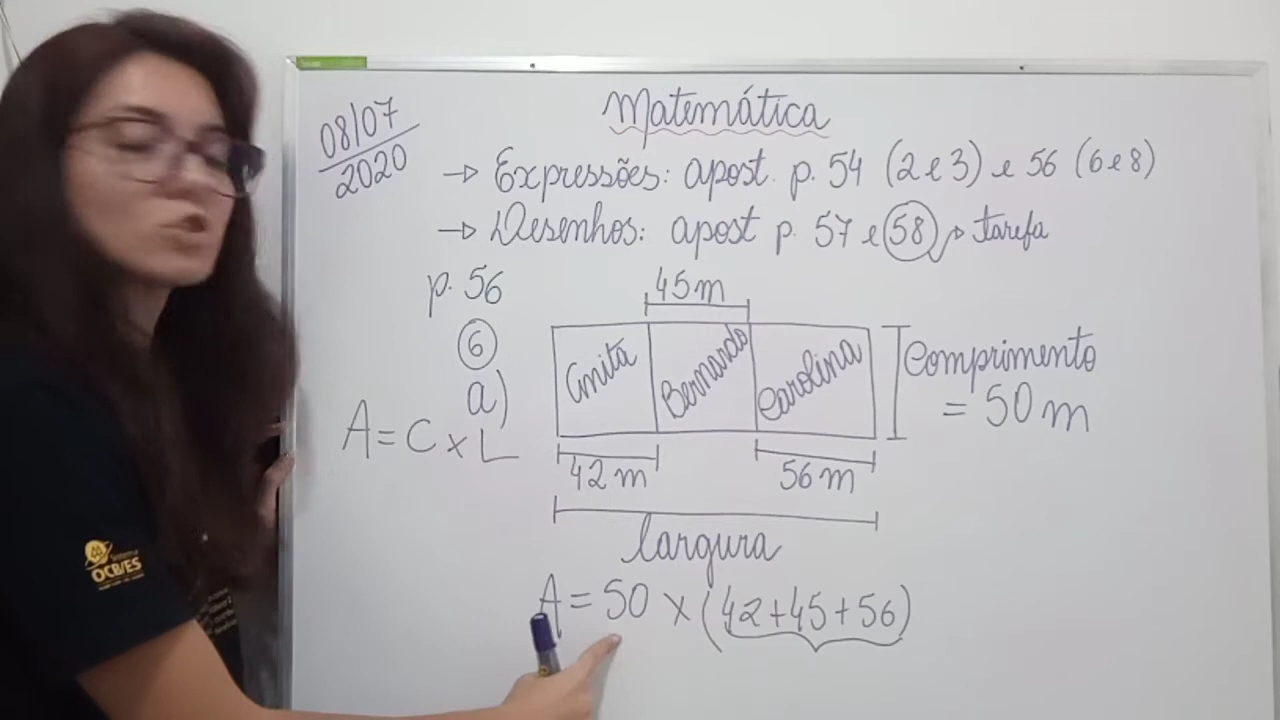 08/07
2020
Matemática
→ Expressões: apost. p. 54 (2 e 3) e 56 (6 e 8)
→ Desenhos: apost p. 57 e 58 → tarefa
p. 56
6
a)
A = C x L
45 m
Anita
Bernardo
Carolina
Comprimento
= 50 m
42 m
56 m
largura
A = 50 x (42+45+56)
Sistema
OCB/ES